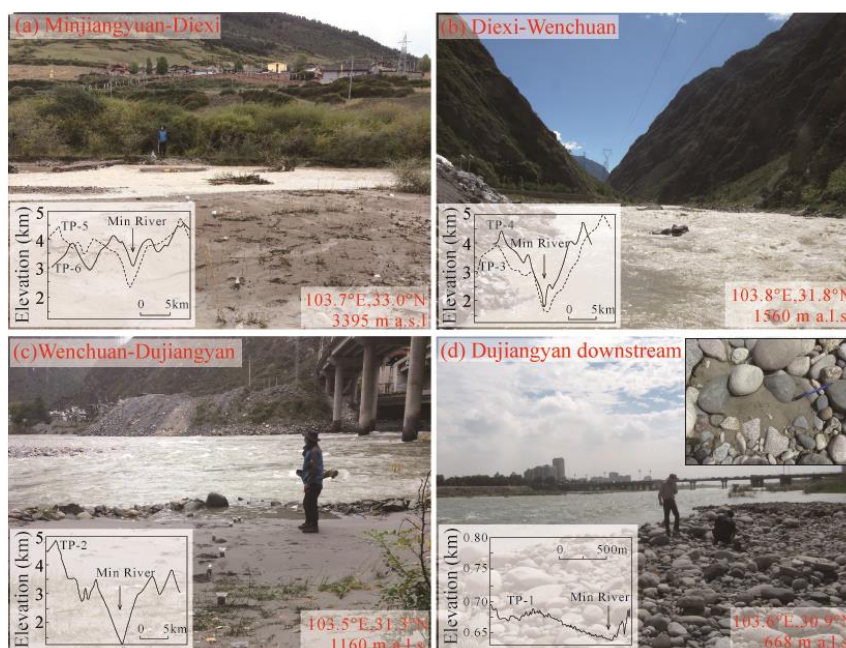 (a) Minjiangyuan-Diexi
Elevation (km)
5
4
3
2
TP-5
TP-6
Min River
0 5km
103.7°E,33.0°N
3395 m a.s.l
(b) Diexi-Wenchuan
Elevation (km)
5
4
3
2
TP-4
TP-3
Min River
0 5km
103.8°E,31.8°N
1560 m a.l.s
(c)Wenchuan-Dujiangyan
Elevation (km)
5
4
3
2
TP-2
Min River
0 5km
103.5°E,31.3°N
1160 m a.l.s
(d) Dujiangyan downstream
Elevation (km)
0.80
0.75
0.70
0.65
TP-1
0 500m
Min River
103.6°E,30.9°N
668 m a.l.s